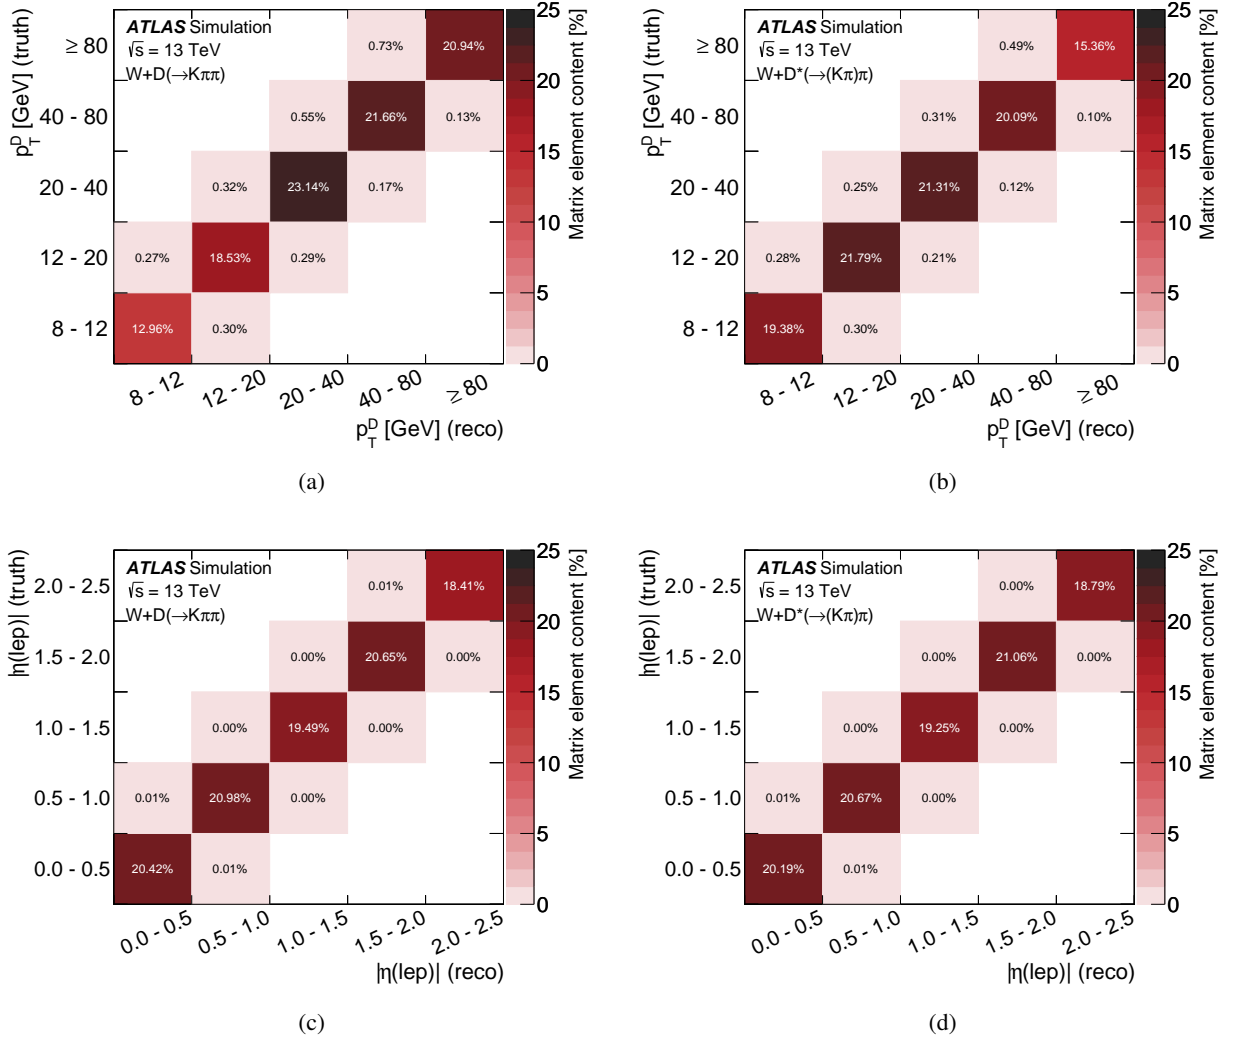 ATLAS Simulation
√s = 13 TeV
W+D(→Kππ)
p_T^D [GeV] (truth)
≥ 80
40 - 80
20 - 40
12 - 20
8 - 12
0.73% 20.94%
0.55% 21.66% 0.13%
0.32% 23.14% 0.17%
0.27% 18.53% 0.29%
12.96% 0.30%
8 - 12 12 - 20 20 - 40 40 - 80 ≥ 80
p_T^D [GeV] (reco)
25
20
15
10
5
0
Matrix element content [%]
(a)
ATLAS Simulation
√s = 13 TeV
W+D*(→(Kπ)π)
p_T^D [GeV] (truth)
≥ 80
40 - 80
20 - 40
12 - 20
8 - 12
0.49% 15.36%
0.31% 20.09% 0.10%
0.25% 21.31% 0.12%
0.28% 21.79% 0.21%
19.38% 0.30%
8 - 12 12 - 20 20 - 40 40 - 80 ≥ 80
p_T^D [GeV] (reco)
25
20
15
10
5
0
Matrix element content [%]
(b)
ATLAS Simulation
√s = 13 TeV
W+D(→Kππ)
|η(lep)| (truth)
2.0 - 2.5
1.5 - 2.0
1.0 - 1.5
0.5 - 1.0
0.0 - 0.5
0.01% 18.41%
0.00% 20.65% 0.00%
0.00% 19.49% 0.00%
0.01% 20.98% 0.00%
20.42% 0.01%
0.0 - 0.5 0.5 - 1.0 1.0 - 1.5 1.5 - 2.0 2.0 - 2.5
|η(lep)| (reco)
25
20
15
10
5
0
Matrix element content [%]
(c)
ATLAS Simulation
√s = 13 TeV
W+D*(→(Kπ)π)
|η(lep)| (truth)
2.0 - 2.5
1.5 - 2.0
1.0 - 1.5
0.5 - 1.0
0.0 - 0.5
0.00% 18.79%
0.00% 21.06% 0.00%
0.00% 19.25% 0.00%
0.01% 20.67% 0.00%
20.19% 0.01%
0.0 - 0.5 0.5 - 1.0 1.0 - 1.5 1.5 - 2.0 2.0 - 2.5
|η(lep)| (reco)
25
20
15
10
5
0
Matrix element content [%]
(d)